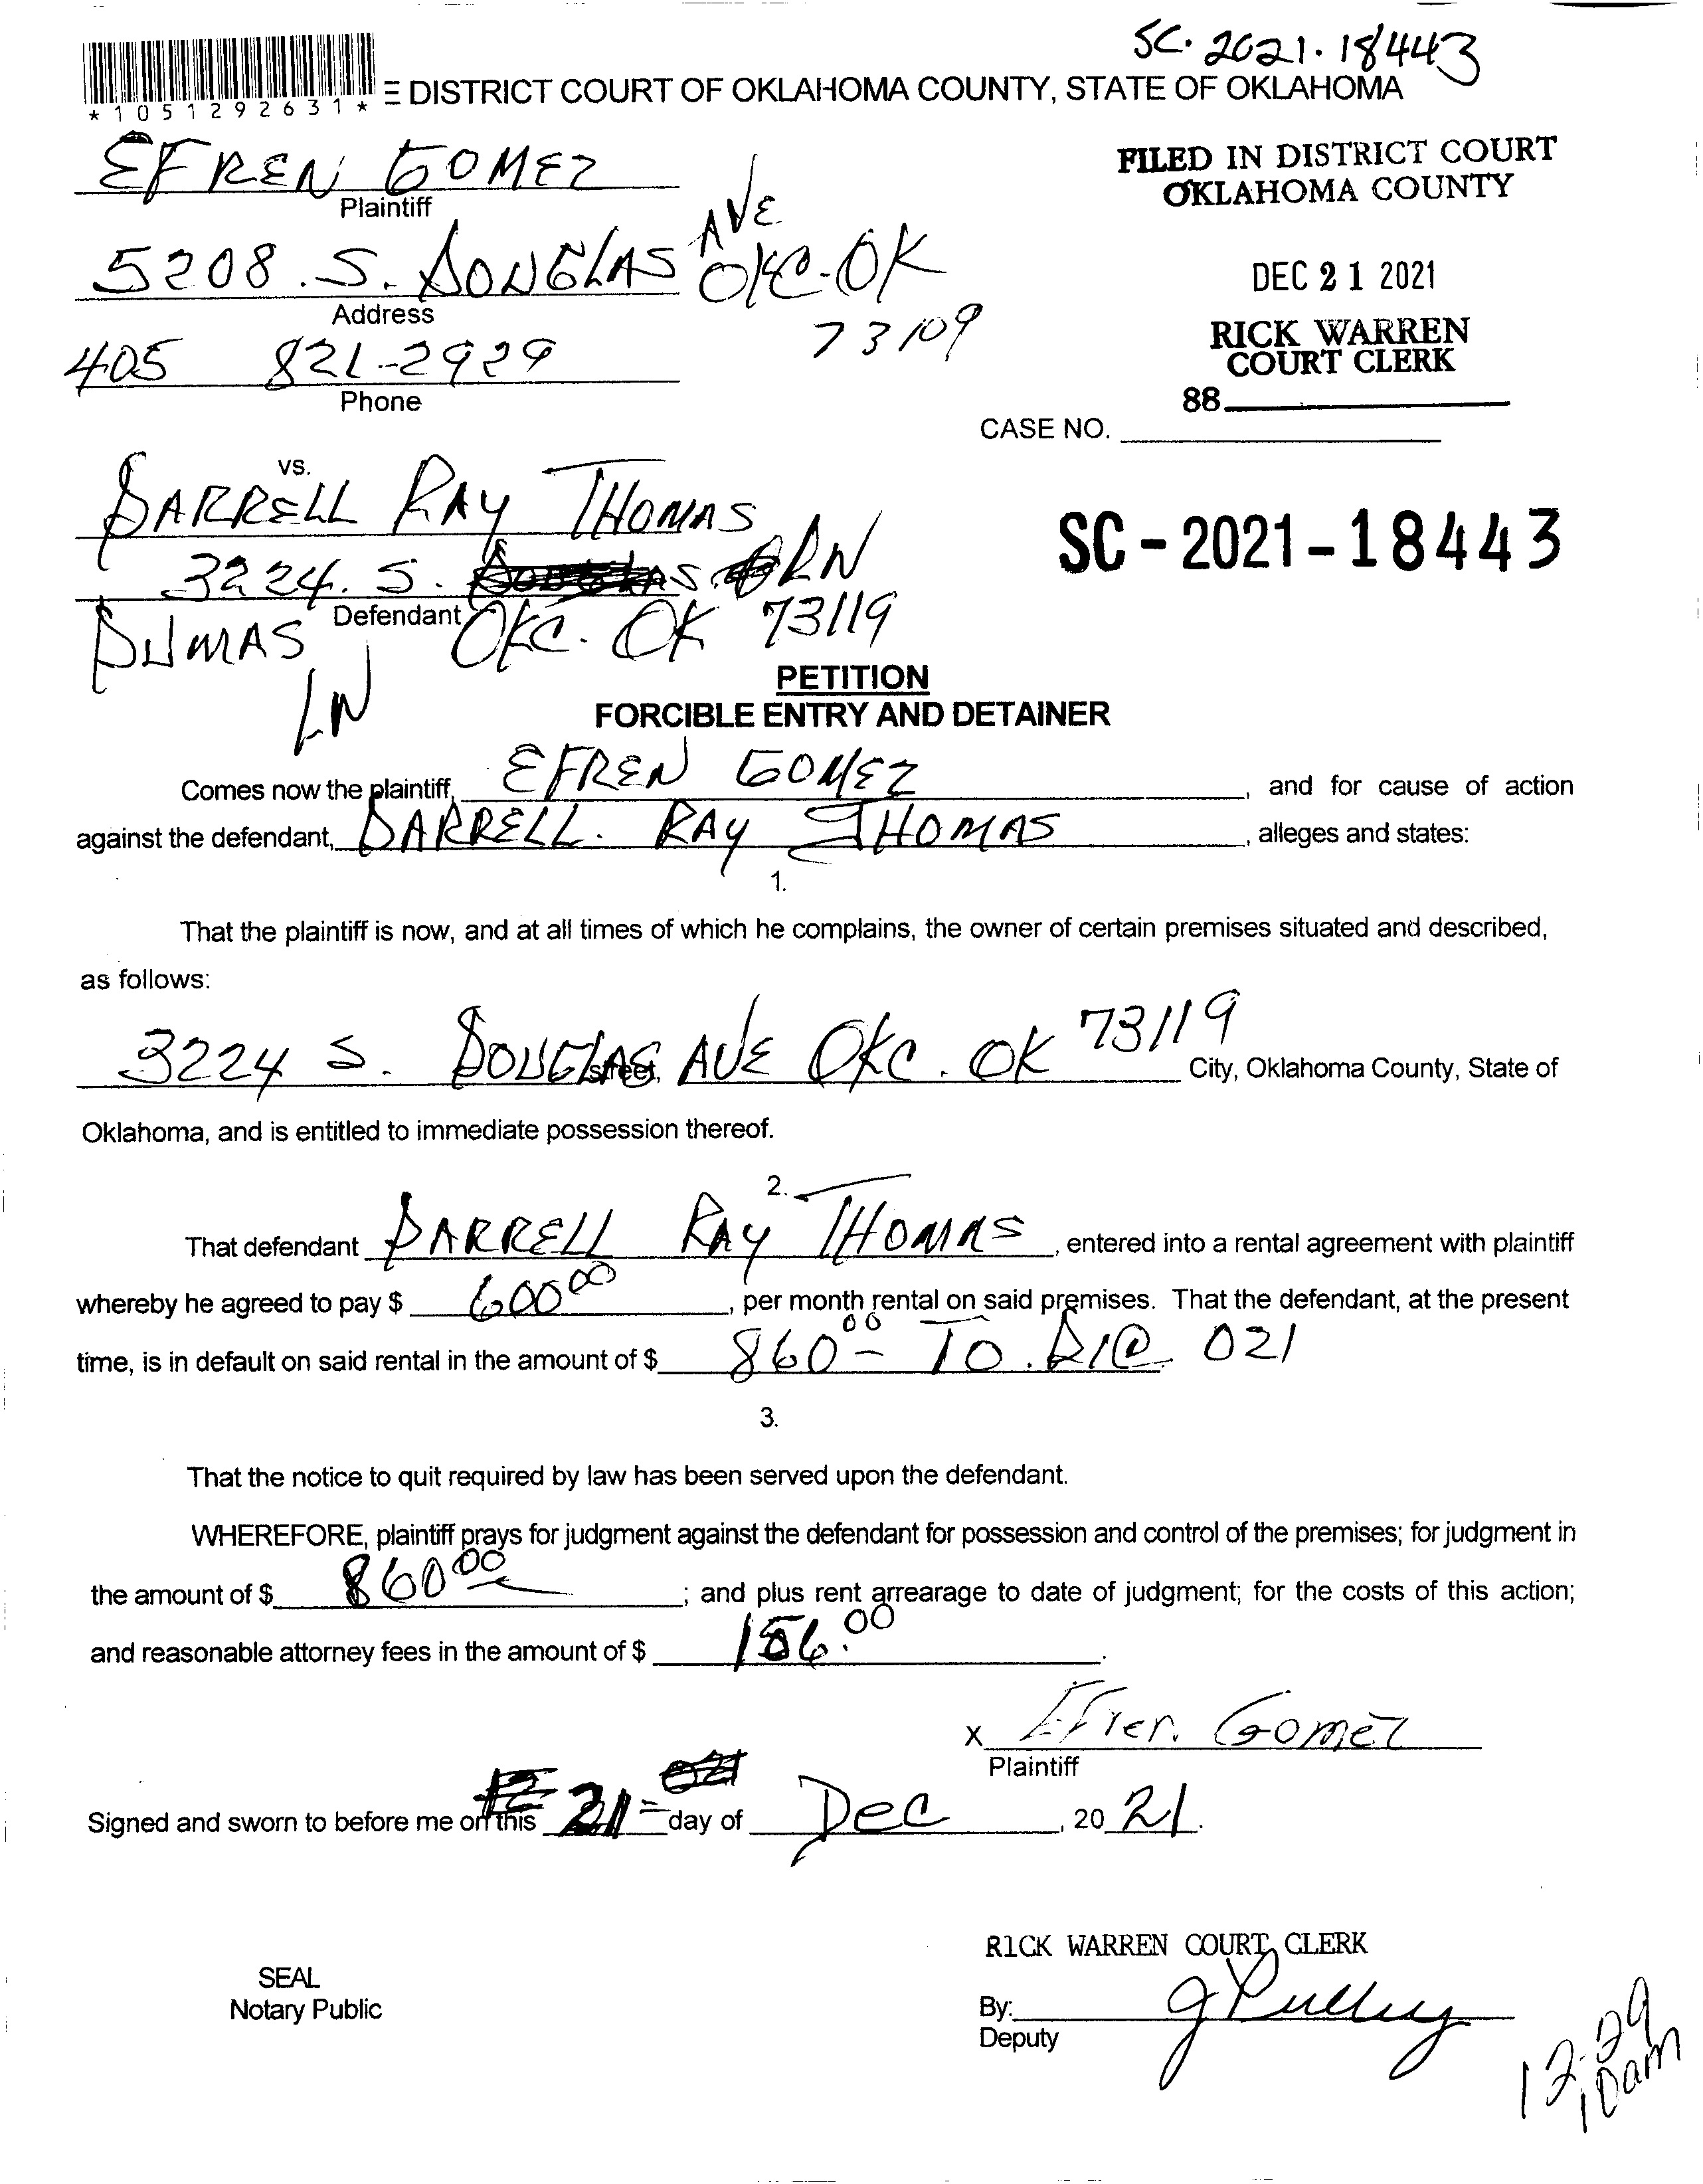 SC. 2021. 18443
*1051292631* E DISTRICT COURT OF OKLAHOMA COUNTY, STATE OF OKLAHOMA
EFREN GOMEZ
Plaintiff
FILED IN DISTRICT COURT
OKLAHOMA COUNTY
5208. S. DOUGLAS AVE OKC-OK
Address
73109
DEC 21 2021
405 821-2929
Phone
RICK WARREN
COURT CLERK
88
CASE NO.
vs.
DARRELL RAY THOMAS
3224. S. LN
Defendant
DUMAS OKC. OK 73119
LN
SC-2021-18443
PETITION
FORCIBLE ENTRY AND DETAINER
Comes now the plaintiff, EFREN GOMEZ, and for cause of action
against the defendant, DARRELL. RAY THOMAS, alleges and states:
1.
That the plaintiff is now, and at all times of which he complains, the owner of certain premises situated and described,
as follows:
3224 S. DOUGLAS AVE OKC. OK 73119 City, Oklahoma County, State of
street,
Oklahoma, and is entitled to immediate possession thereof.
2.
That defendant DARRELL RAY THOMAS, entered into a rental agreement with plaintiff
whereby he agreed to pay $ 600 00, per month rental on said premises. That the defendant, at the present
time, is in default on said rental in the amount of $ 860 00 - TO. DIC 021
3.
That the notice to quit required by law has been served upon the defendant.
WHEREFORE, plaintiff prays for judgment against the defendant for possession and control of the premises; for judgment in
the amount of $ 860 00; and plus rent arrearage to date of judgment; for the costs of this action;
and reasonable attorney fees in the amount of $ 156.00.
X Efren. Gomez
Plaintiff
Signed and sworn to before me on this 21 day of Dec, 20 21.
RICK WARREN COURT CLERK
SEAL
Notary Public
By:
Deputy
12-29
10am